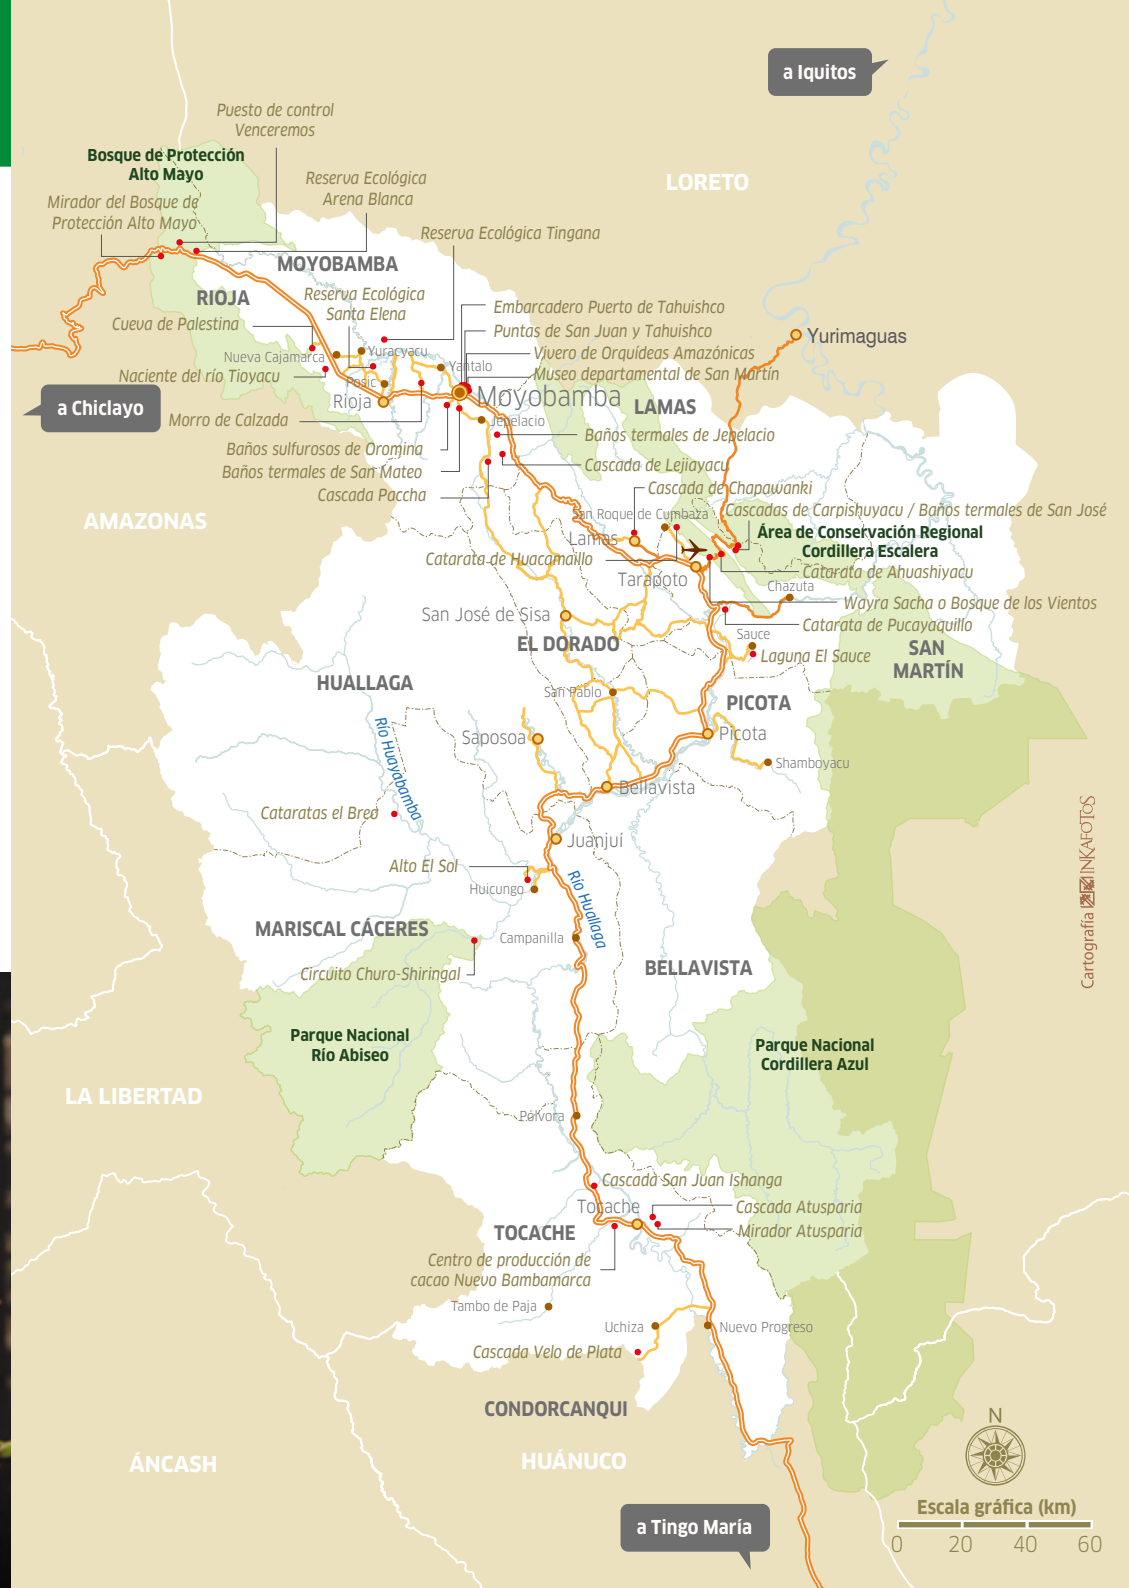 a Iquitos
Puesto de control
Venceremos
Bosque de Protección
Alto Mayo
Reserva Ecológica
Arena Blanca
LORETO
Mirador del Bosque de
Protección Alto Mayo
Reserva Ecológica Tingana
MOYOBAMBA
RIOJA
Reserva Ecológica
Santa Elena
Embarcadero Puerto de Tahuishco
Cueva de Palestina
Puntas de San Juan y Tahuishco
Yurimaguas
Nueva Cajamarca
Yuracyacu
Vivero de Orquídeas Amazónicas
Yantalo
Museo departamental de San Martín
Naciente del río Tioyacu
Posic
Moyobamba
Rioja
a Chiclayo
LAMAS
Morro de Calzada
Jepelacio
Baños termales de Jepelacio
Baños sulfurosos de Oromina
Cascada de Lejiayacu
Baños termales de San Mateo
Cascada Paccha
Cascada de Chapawanki
AMAZONAS
San Roque de Cumbaza
Cascadas de Carpishuyacu / Baños termales de San José
Área de Conservación Regional
Cordillera Escalera
Lamas
Catarata de Huacamaillo
Catarata de Ahuashiyacu
Tarapoto
Chazuta
Wayra Sacha o Bosque de los Vientos
San José de Sisa
Catarata de Pucayaquillo
Sauce
EL DORADO
Laguna El Sauce
SAN
MARTÍN
HUALLAGA
San Pablo
PICOTA
Río Huayabamba
Saposoa
Picota
Shamboyacu
Bellavista
Cataratas el Breo
Juanjui
Alto El Sol
Huicungo
Río Huallaga
MARISCAL CÁCERES
Campanilla
BELLAVISTA
Circuito Churo-Shiringal
Parque Nacional
Río Abiseo
Parque Nacional
Cordillera Azul
Cartografía
INKAFOTOS
LA LIBERTAD
Pólvora
Cascada San Juan Ishanga
Tocache
Cascada Atusparia
TOCACHE
Mirador Atusparia
Centro de producción de
cacao Nuevo Bambamarca
Tambo de Paja
Uchiza
Nuevo Progreso
Cascada Velo de Plata
CONDORCANQUI
ÁNCASH
HUÁNUCO
N
a Tingo María
Escala gráfica (km)
0 20 40 60